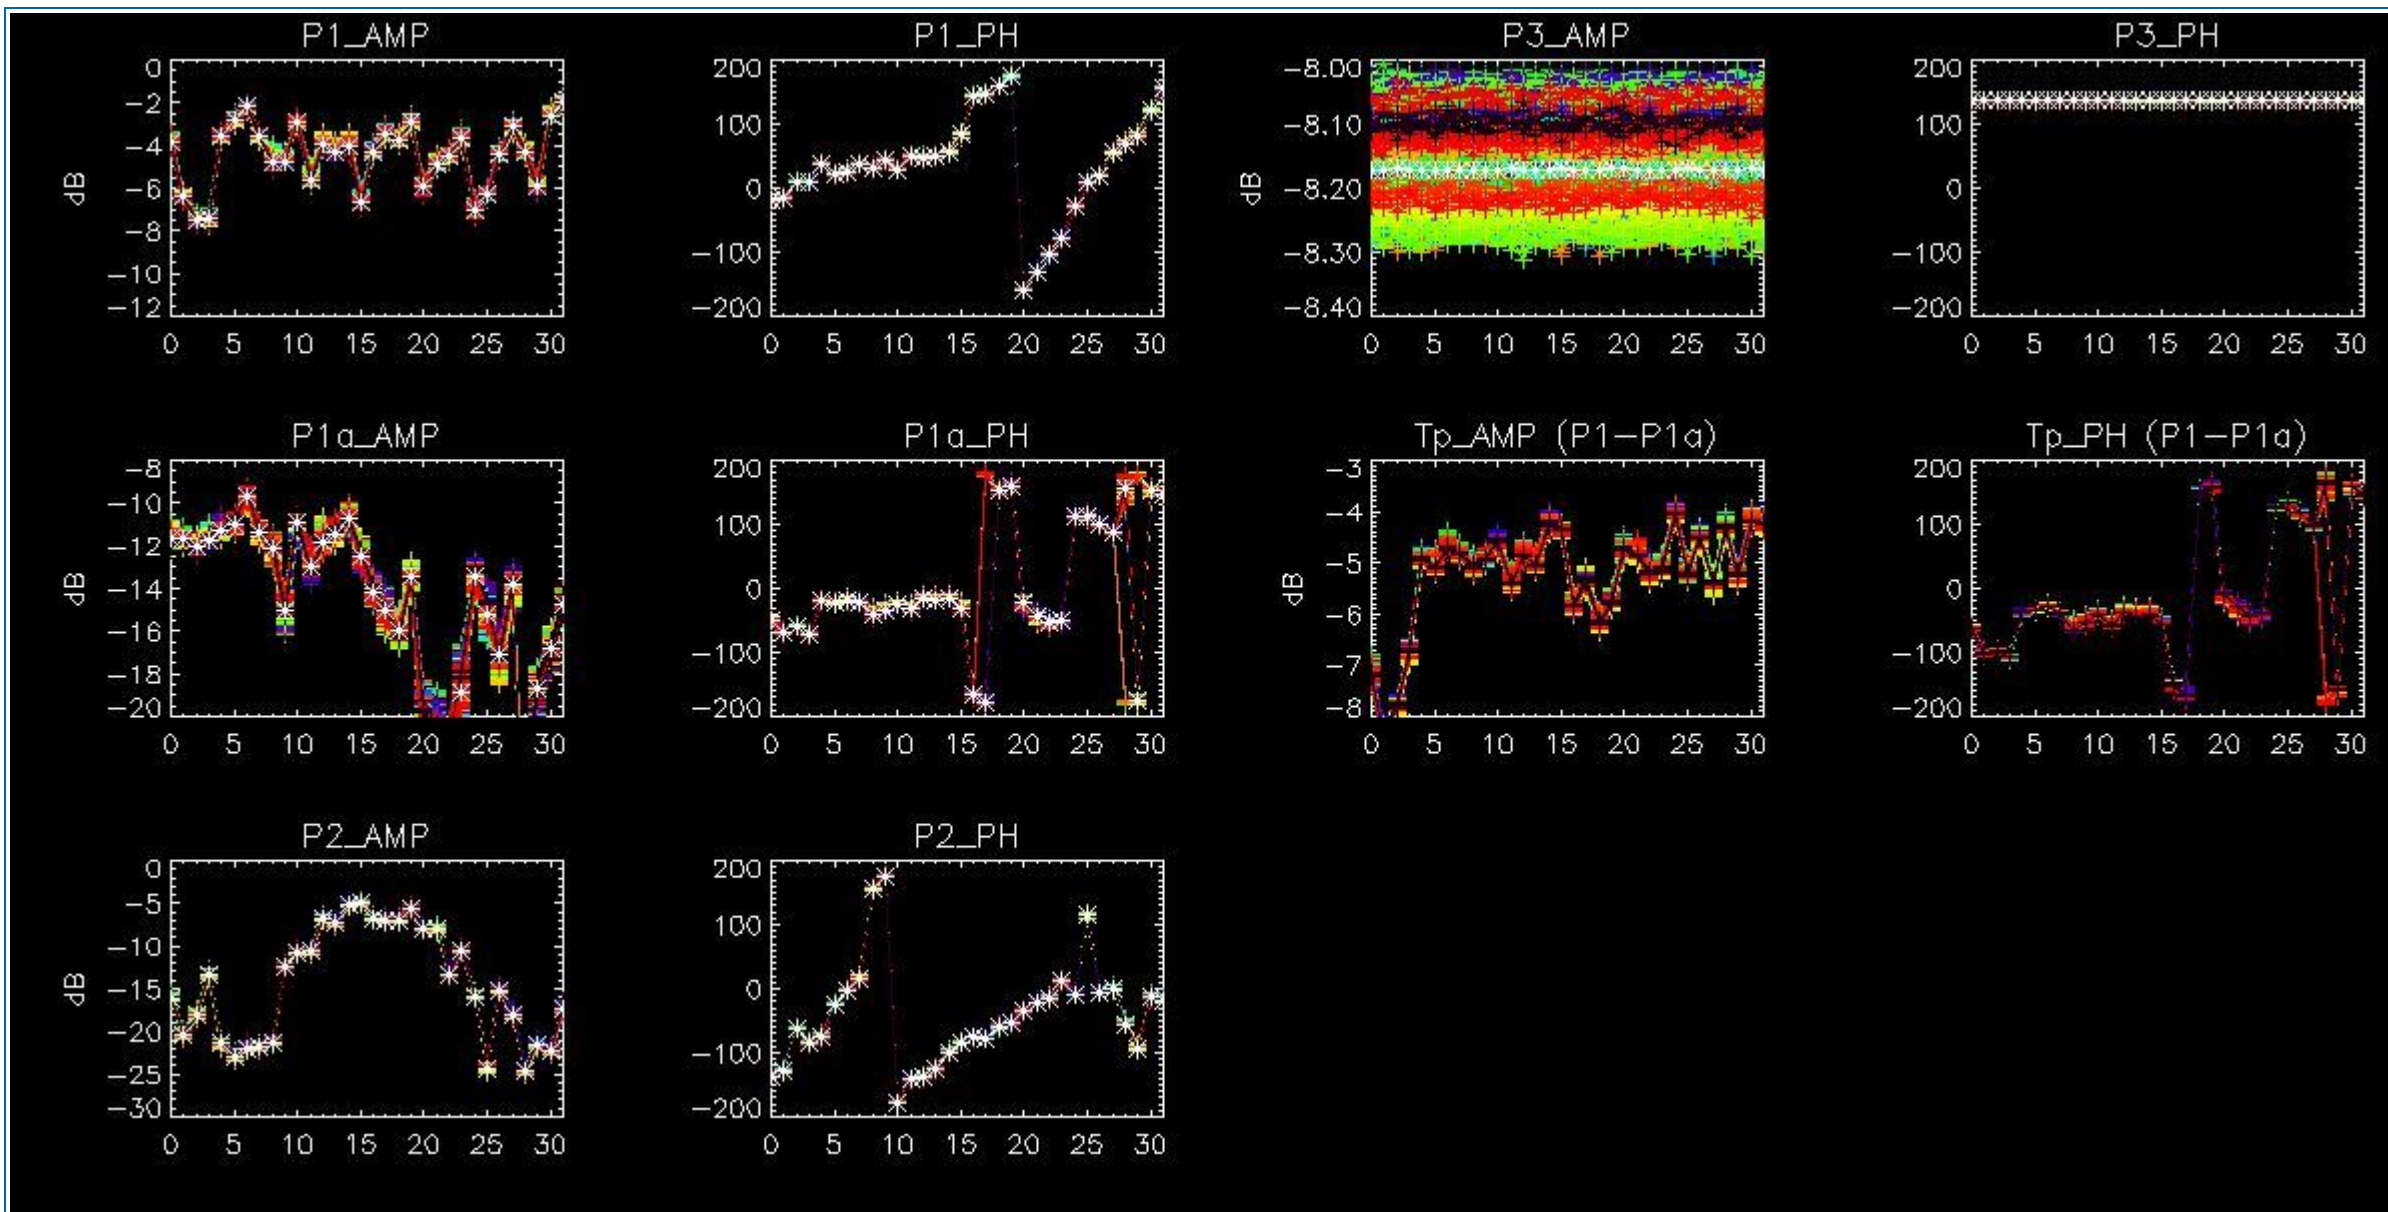 P1_AMP
0
−2
−4
−6
−8
−10
−12
dB
0 5 10 15 20 25 30
P1_PH
200
100
0
−100
−200
0 5 10 15 20 25 30
P3_AMP
−8.00
−8.10
−8.20
−8.30
−8.40
dB
0 5 10 15 20 25 30
P3_PH
200
100
0
−100
−200
0 5 10 15 20 25 30
P1a_AMP
−8
−10
−12
−14
−16
−18
−20
dB
0 5 10 15 20 25 30
P1a_PH
200
100
0
−100
−200
0 5 10 15 20 25 30
Tp_AMP (P1−P1a)
−3
−4
−5
−6
−7
−8
dB
0 5 10 15 20 25 30
Tp_PH (P1−P1a)
200
100
0
−100
−200
0 5 10 15 20 25 30
P2_AMP
0
−5
−10
−15
−20
−25
−30
dB
0 5 10 15 20 25 30
P2_PH
200
100
0
−100
−200
0 5 10 15 20 25 30